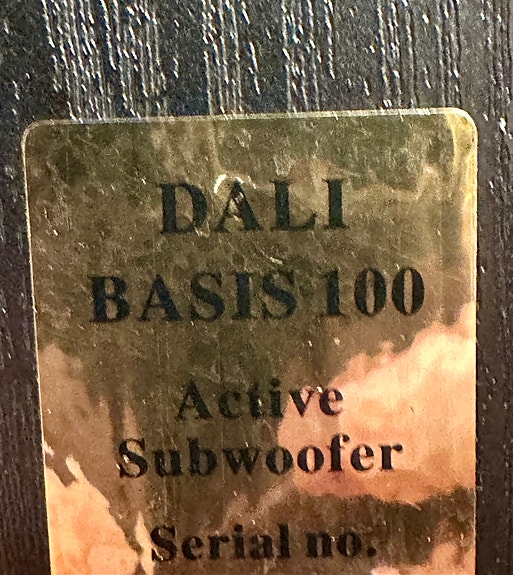 DALI
BASIS 100
Active
Subwoofer
Serial no.